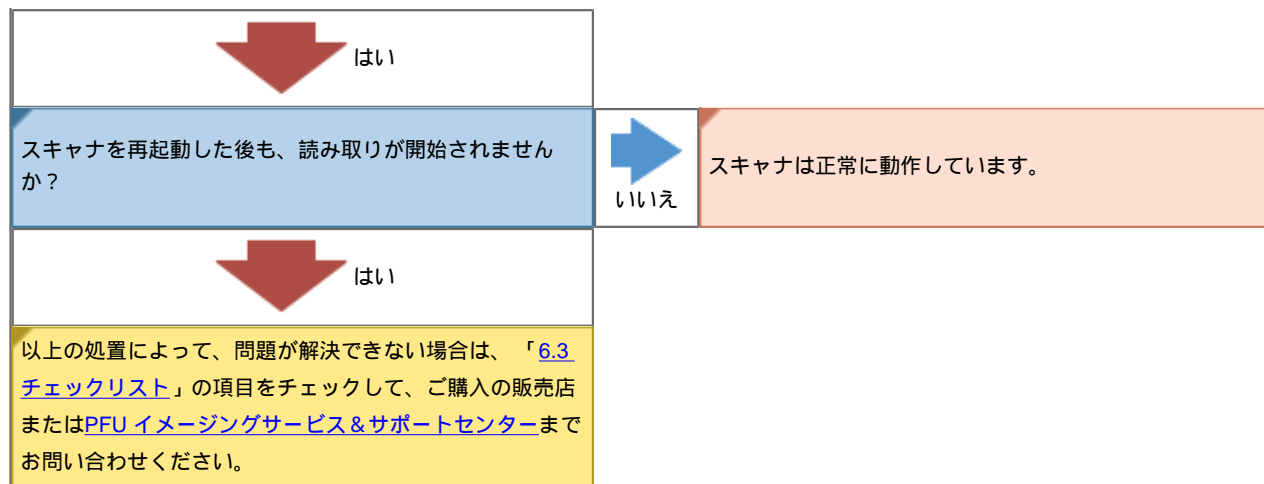 はい
スキャナを再起動した後も、読み取りが開始されません
か？
いいえ
スキャナは正常に動作しています。
はい
以上の処置によって、問題が解決できない場合は、「6.3
チェックリスト」の項目をチェックして、ご購入の販売店
またはPFU イメージングサービス＆サポートセンターまで
お問い合わせください。